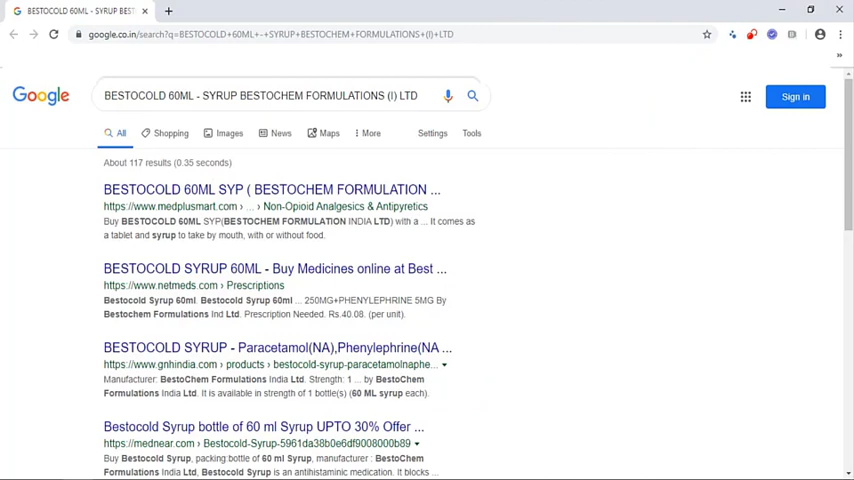 BESTOCOLD 60ML - SYRUP BEST
google.co.in/search?q=BESTOCOLD+60ML+-+SYRUP+BESTOCHEM+FORMULATIONS+(I)+LTD
Google
BESTOCOLD 60ML - SYRUP BESTOCHEM FORMULATIONS (I) LTD
Sign in
All Shopping Images News Maps More Settings Tools
About 117 results (0.35 seconds)
BESTOCOLD 60ML SYP ( BESTOCHEM FORMULATION ...
https://www.medplusmart.com › ... › Non-Opioid Analgesics & Antipyretics
Buy BESTOCOLD 60ML SYP(BESTOCHEM FORMULATION INDIA LTD) with a ... It comes as
a tablet and syrup to take by mouth, with or without food.
BESTOCOLD SYRUP 60ML - Buy Medicines online at Best ...
https://www.netmeds.com › Prescriptions
Bestocold Syrup 60ml. Bestocold Syrup 60ml ... 250MG+PHENYLEPHRINE 5MG By
Bestochem Formulations Ind Ltd. Prescription Needed. Rs.40.08. (per unit).
BESTOCOLD SYRUP - Paracetamol(NA),Phenylephrine(NA ...
https://www.gnhindia.com › products › bestocold-syrup-paracetamolnaphe...
Manufacturer: BestoChem Formulations India Ltd. Strength: 1 ... by BestoChem
Formulations India Ltd. It is available in strength of 1 bottle(s) (60 ML syrup each).
Bestocold Syrup bottle of 60 ml Syrup UPTO 30% Offer ...
https://mednear.com › Bestocold-Syrup-5961da38b0e6df9008000b89
Buy Bestocold Syrup, packing:bottle of 60 ml Syrup, manufacturer : BestoChem
Formulations India Ltd, Bestocold Syrup is an antihistaminic medication. It blocks ...